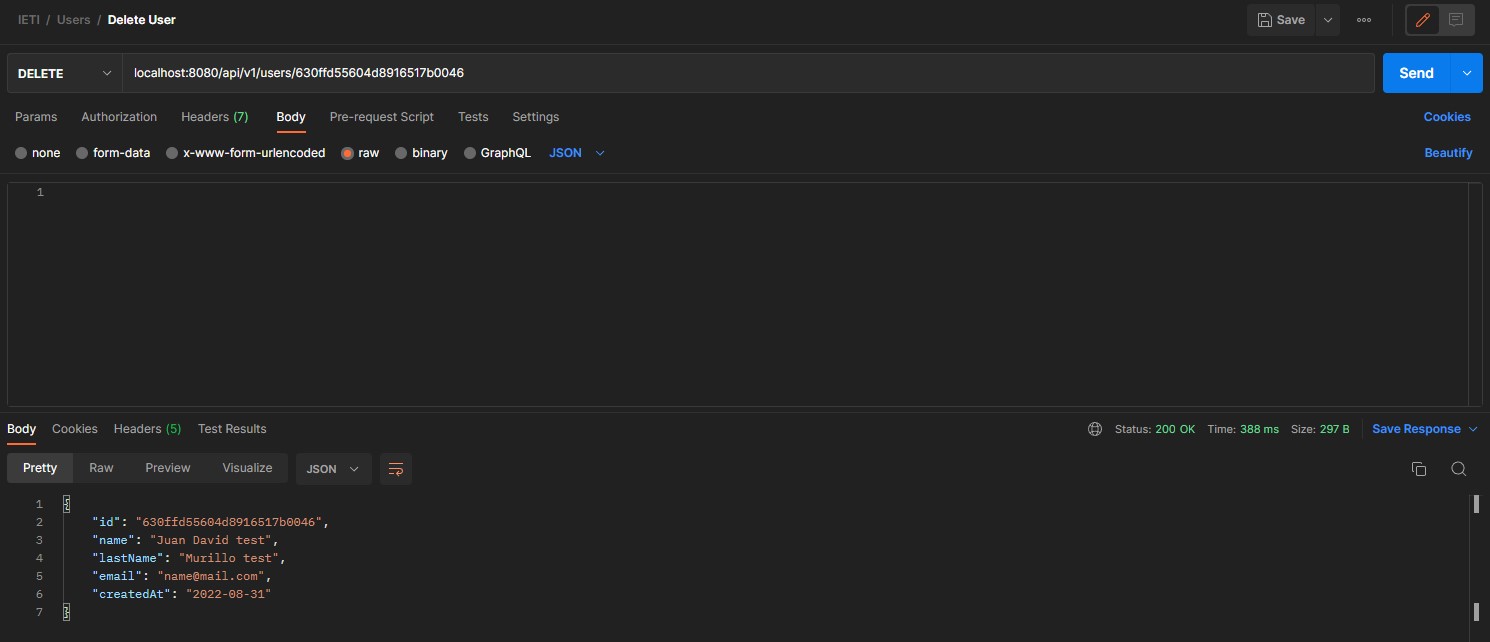 IETI / Users / Delete User
Save
DELETE
localhost:8080/api/v1/users/630ffd55604d8916517b0046
Send
Params Authorization Headers (7) Body Pre-request Script Tests Settings Cookies
none form-data x-www-form-urlencoded raw binary GraphQL JSON Beautify
1
Body Cookies Headers (5) Test Results Status: 200 OK Time: 388 ms Size: 297 B Save Response
Pretty Raw Preview Visualize JSON
1 {
2 "id": "630ffd55604d8916517b0046",
3 "name": "Juan David test",
4 "lastName": "Murillo test",
5 "email": "name@mail.com",
6 "createdAt": "2022-08-31"
7 }